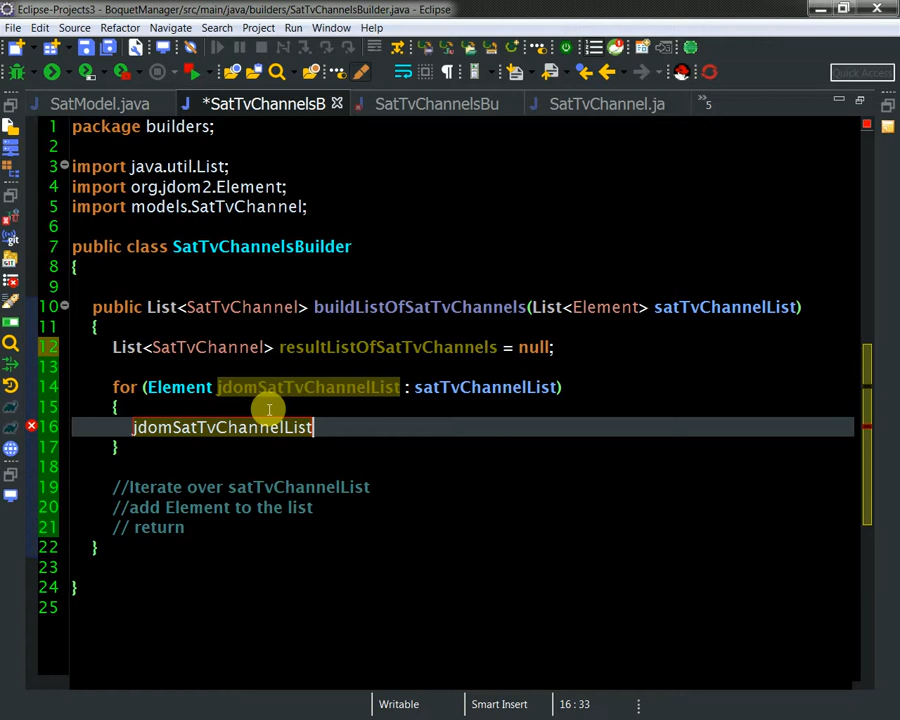 Eclipse-Projects3 - BoquetManager/src/main/java/builders/SatTvChannelsBuilder.java - Eclipse
File Edit Source Refactor Navigate Search Project Run Window Help
Quick Access
SatModel.java *SatTvChannelsB SatTvChannelsBu SatTvChannel.ja »5
1 package builders;
2
3 import java.util.List;
4 import org.jdom2.Element;
5 import models.SatTvChannel;
6
7 public class SatTvChannelsBuilder
8 {
9
10 public List<SatTvChannel> buildListOfSatTvChannels(List<Element> satTvChannelList)
11 {
12 List<SatTvChannel> resultListOfSatTvChannels = null;
13
14 for (Element jdomSatTvChannelList : satTvChannelList)
15 {
16 jdomSatTvChannelList
17 }
18
19 //Iterate over satTvChannelList
20 //add Element to the list
21 // return
22 }
23
24 }
25
Writable Smart Insert 16 : 33